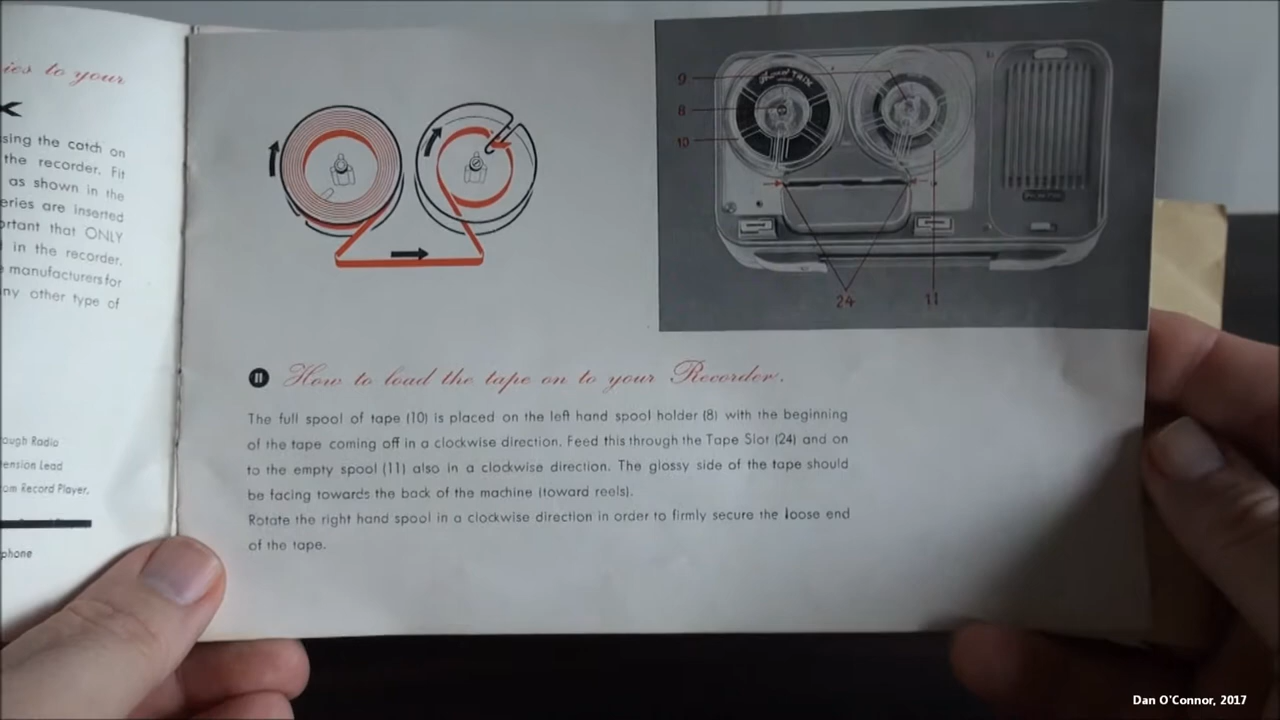 ies to your
sing the catch on
the recorder. Fit
as shown in the
eries are inserted
ortant that ONLY
in the recorder.
manufacturers for
ny other type of
ough Radio
ension Lead
om Record Player,
phone
9
8
10
24
11
II How to load the tape on to your Recorder.
The full spool of tape (10) is placed on the left hand spool holder (8) with the beginning
of the tape coming off in a clockwise direction. Feed this through the Tape Slot (24) and on
to the empty spool (11) also in a clockwise direction. The glossy side of the tape should
be facing towards the back of the machine (toward reels).
Rotate the right hand spool in a clockwise direction in order to firmly secure the loose end
of the tape.
Dan O'Connor, 2017